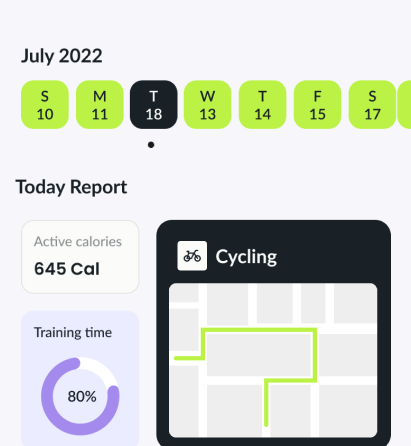 July 2022
S M T W T F S
10 11 18 13 14 15 17
Today Report
Active calories
645 Cal
Cycling
Training time
80%